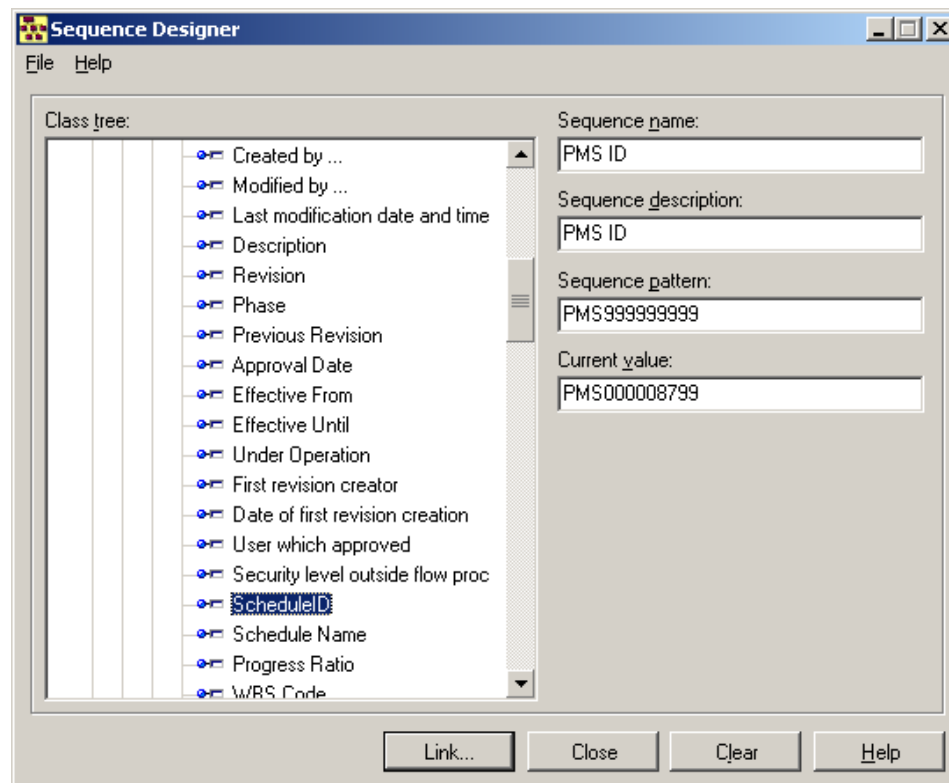 Sequence Designer
File Help
Class tree:
Created by ...
Modified by ...
Last modification date and time
Description
Revision
Phase
Previous Revision
Approval Date
Effective From
Effective Until
Under Operation
First revision creator
Date of first revision creation
User which approved
Security level outside flow proc
ScheduleID
Schedule Name
Progress Ratio
WBS Code
Sequence name:
PMS ID
Sequence description:
PMS ID
Sequence pattern:
PMS999999999
Current value:
PMS000008799
Link... Close Clear Help